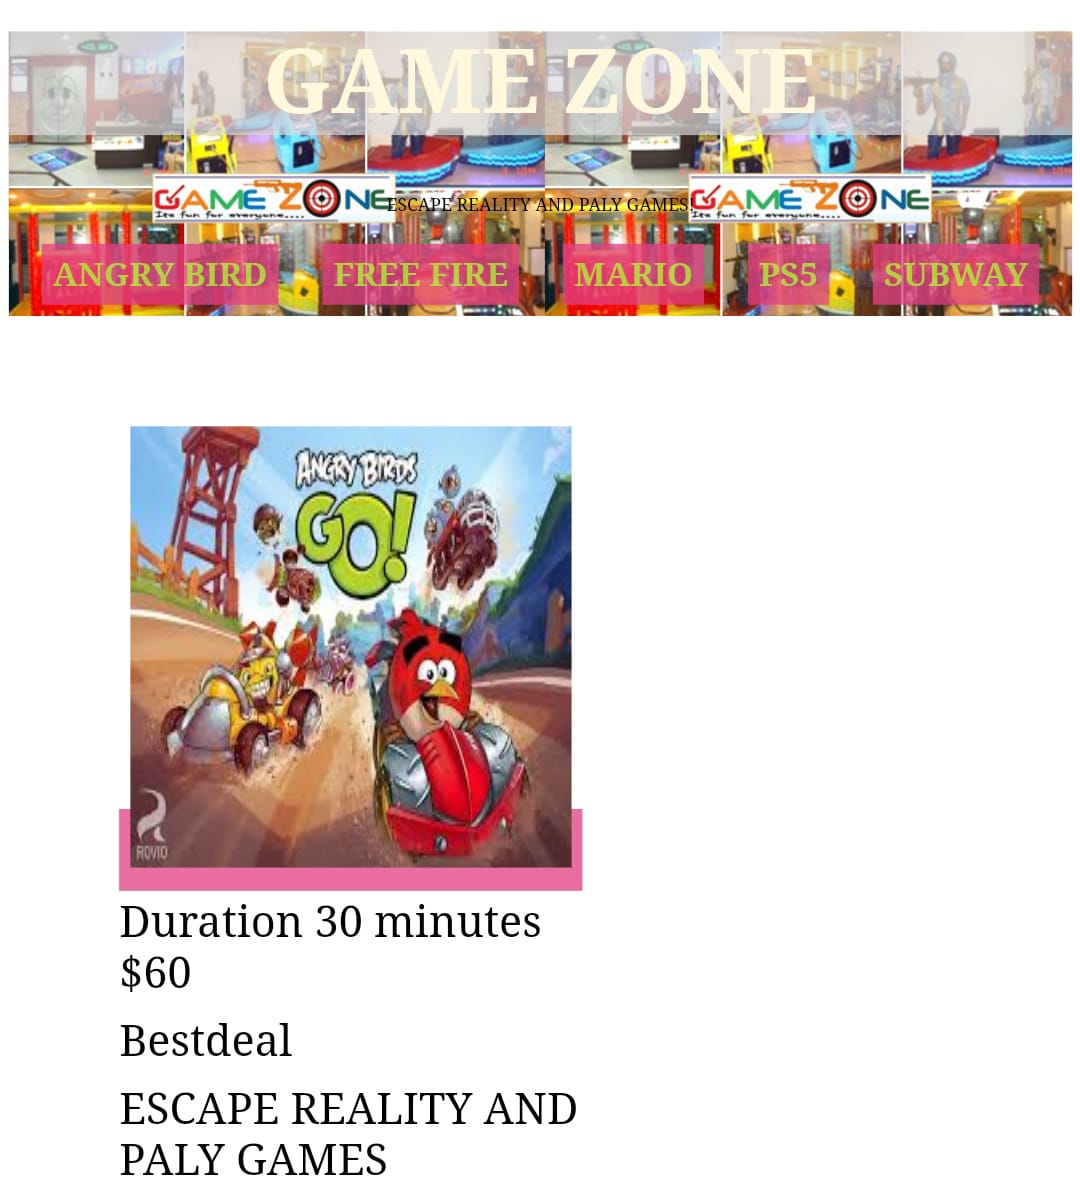 GAME ZONE
GAME ZONE
Its fun for everyone....
ESCAPE REALITY AND PALY GAMES!
GAME ZONE
Its fun for everyone....
ANGRY BIRD
FREE FIRE
MARIO
PS5
SUBWAY
ANGRY BIRDS
GO!
ROVIO
Duration 30 minutes
$60
Bestdeal
ESCAPE REALITY AND
PALY GAMES